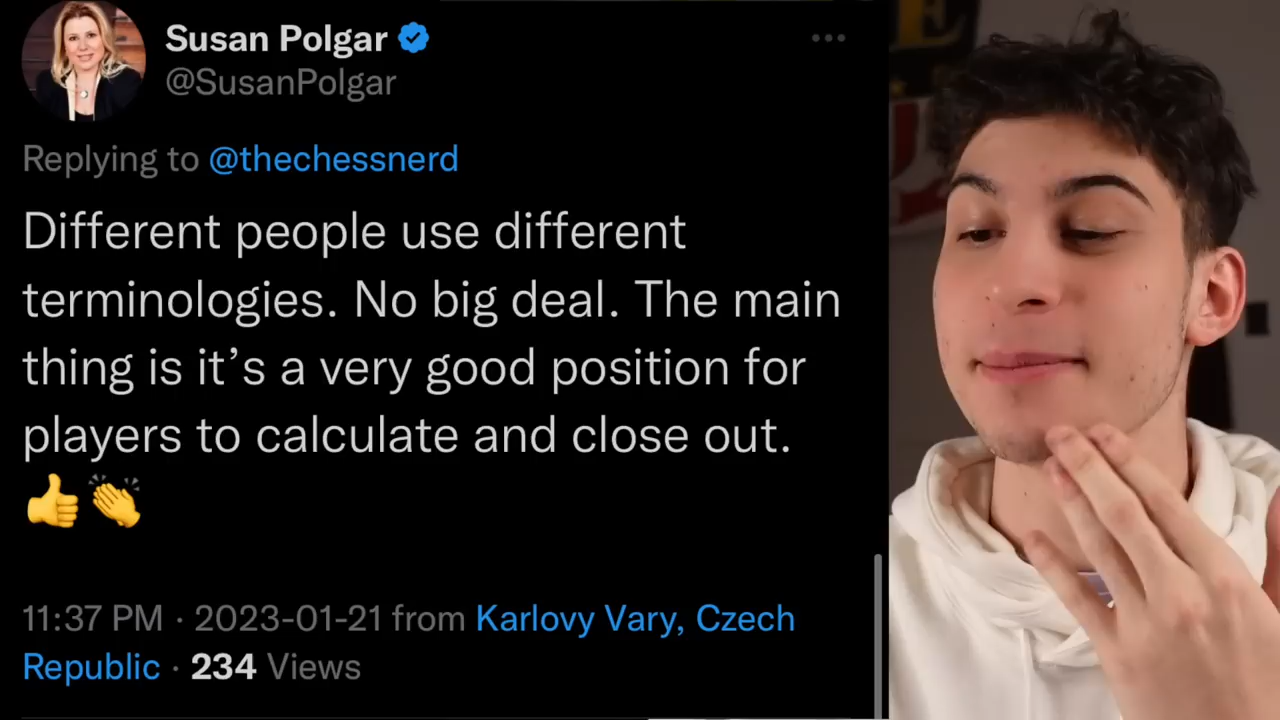 Susan Polgar
@SusanPolgar
Replying to @thechessnerd
Different people use different
terminologies. No big deal. The main
thing is it’s a very good position for
players to calculate and close out.
👍👏
11:37 PM · 2023-01-21 from Karlovy Vary, Czech
Republic · 234 Views